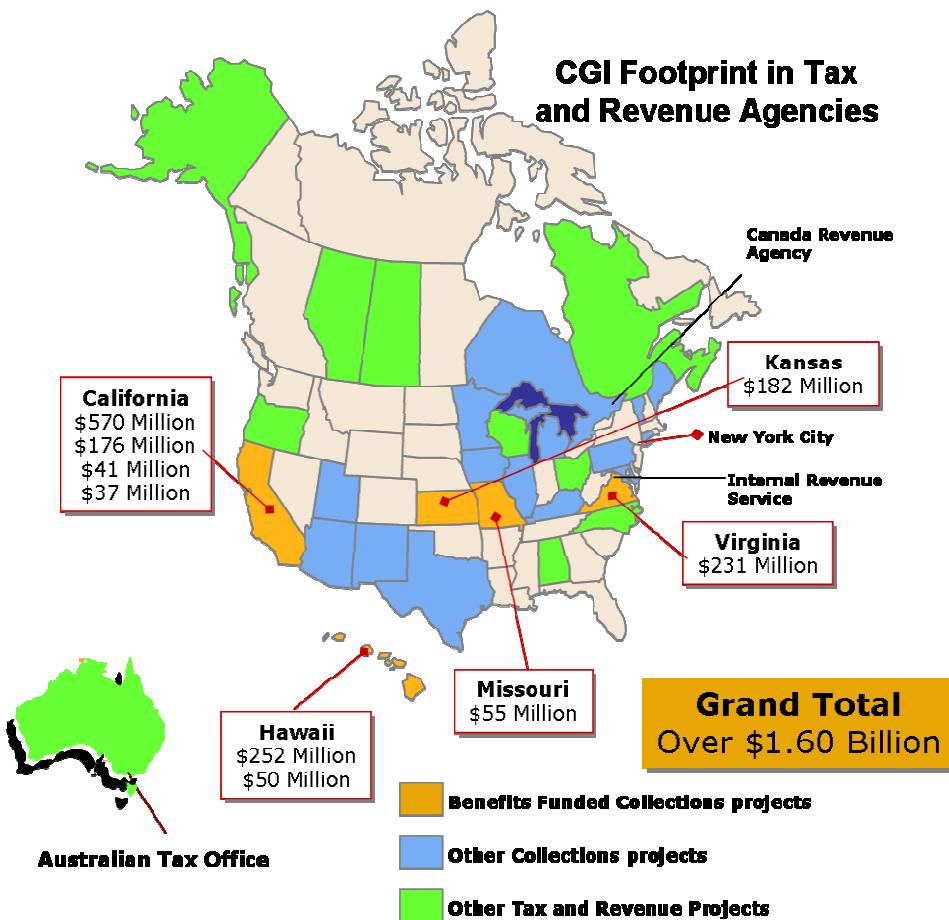 CGI Footprint in Tax
and Revenue Agencies
Canada Revenue
Agency
Kansas
$182 Million
California
$570 Million
$176 Million
$41 Million
$37 Million
New York City
Internal Revenue
Service
Virginia
$231 Million
Missouri
$55 Million
Hawaii
$252 Million
$50 Million
Grand Total
Over $1.60 Billion
Australian Tax Office
Benefits Funded Collections projects
Other Collections projects
Other Tax and Revenue Projects